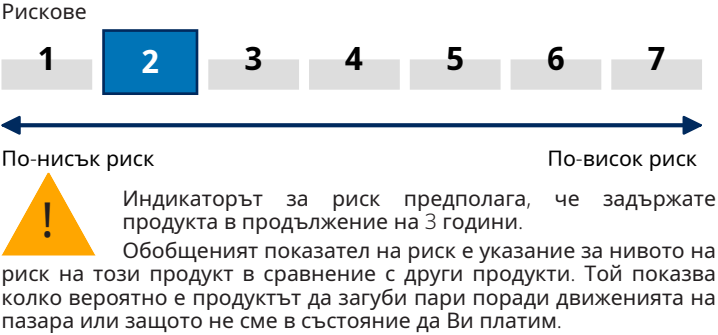 Рискове
1 2 3 4 5 6 7
По-нисък риск По-висок риск
!
Индикаторът за риск предполага, че задържате
продукта в продължение на 3 години.
Обобщеният показател на риск е указание за нивото на
риск на този продукт в сравнение с други продукти. Той показва
колко вероятно е продуктът да загуби пари поради движенията на
пазара или защото не сме в състояние да Ви платим.